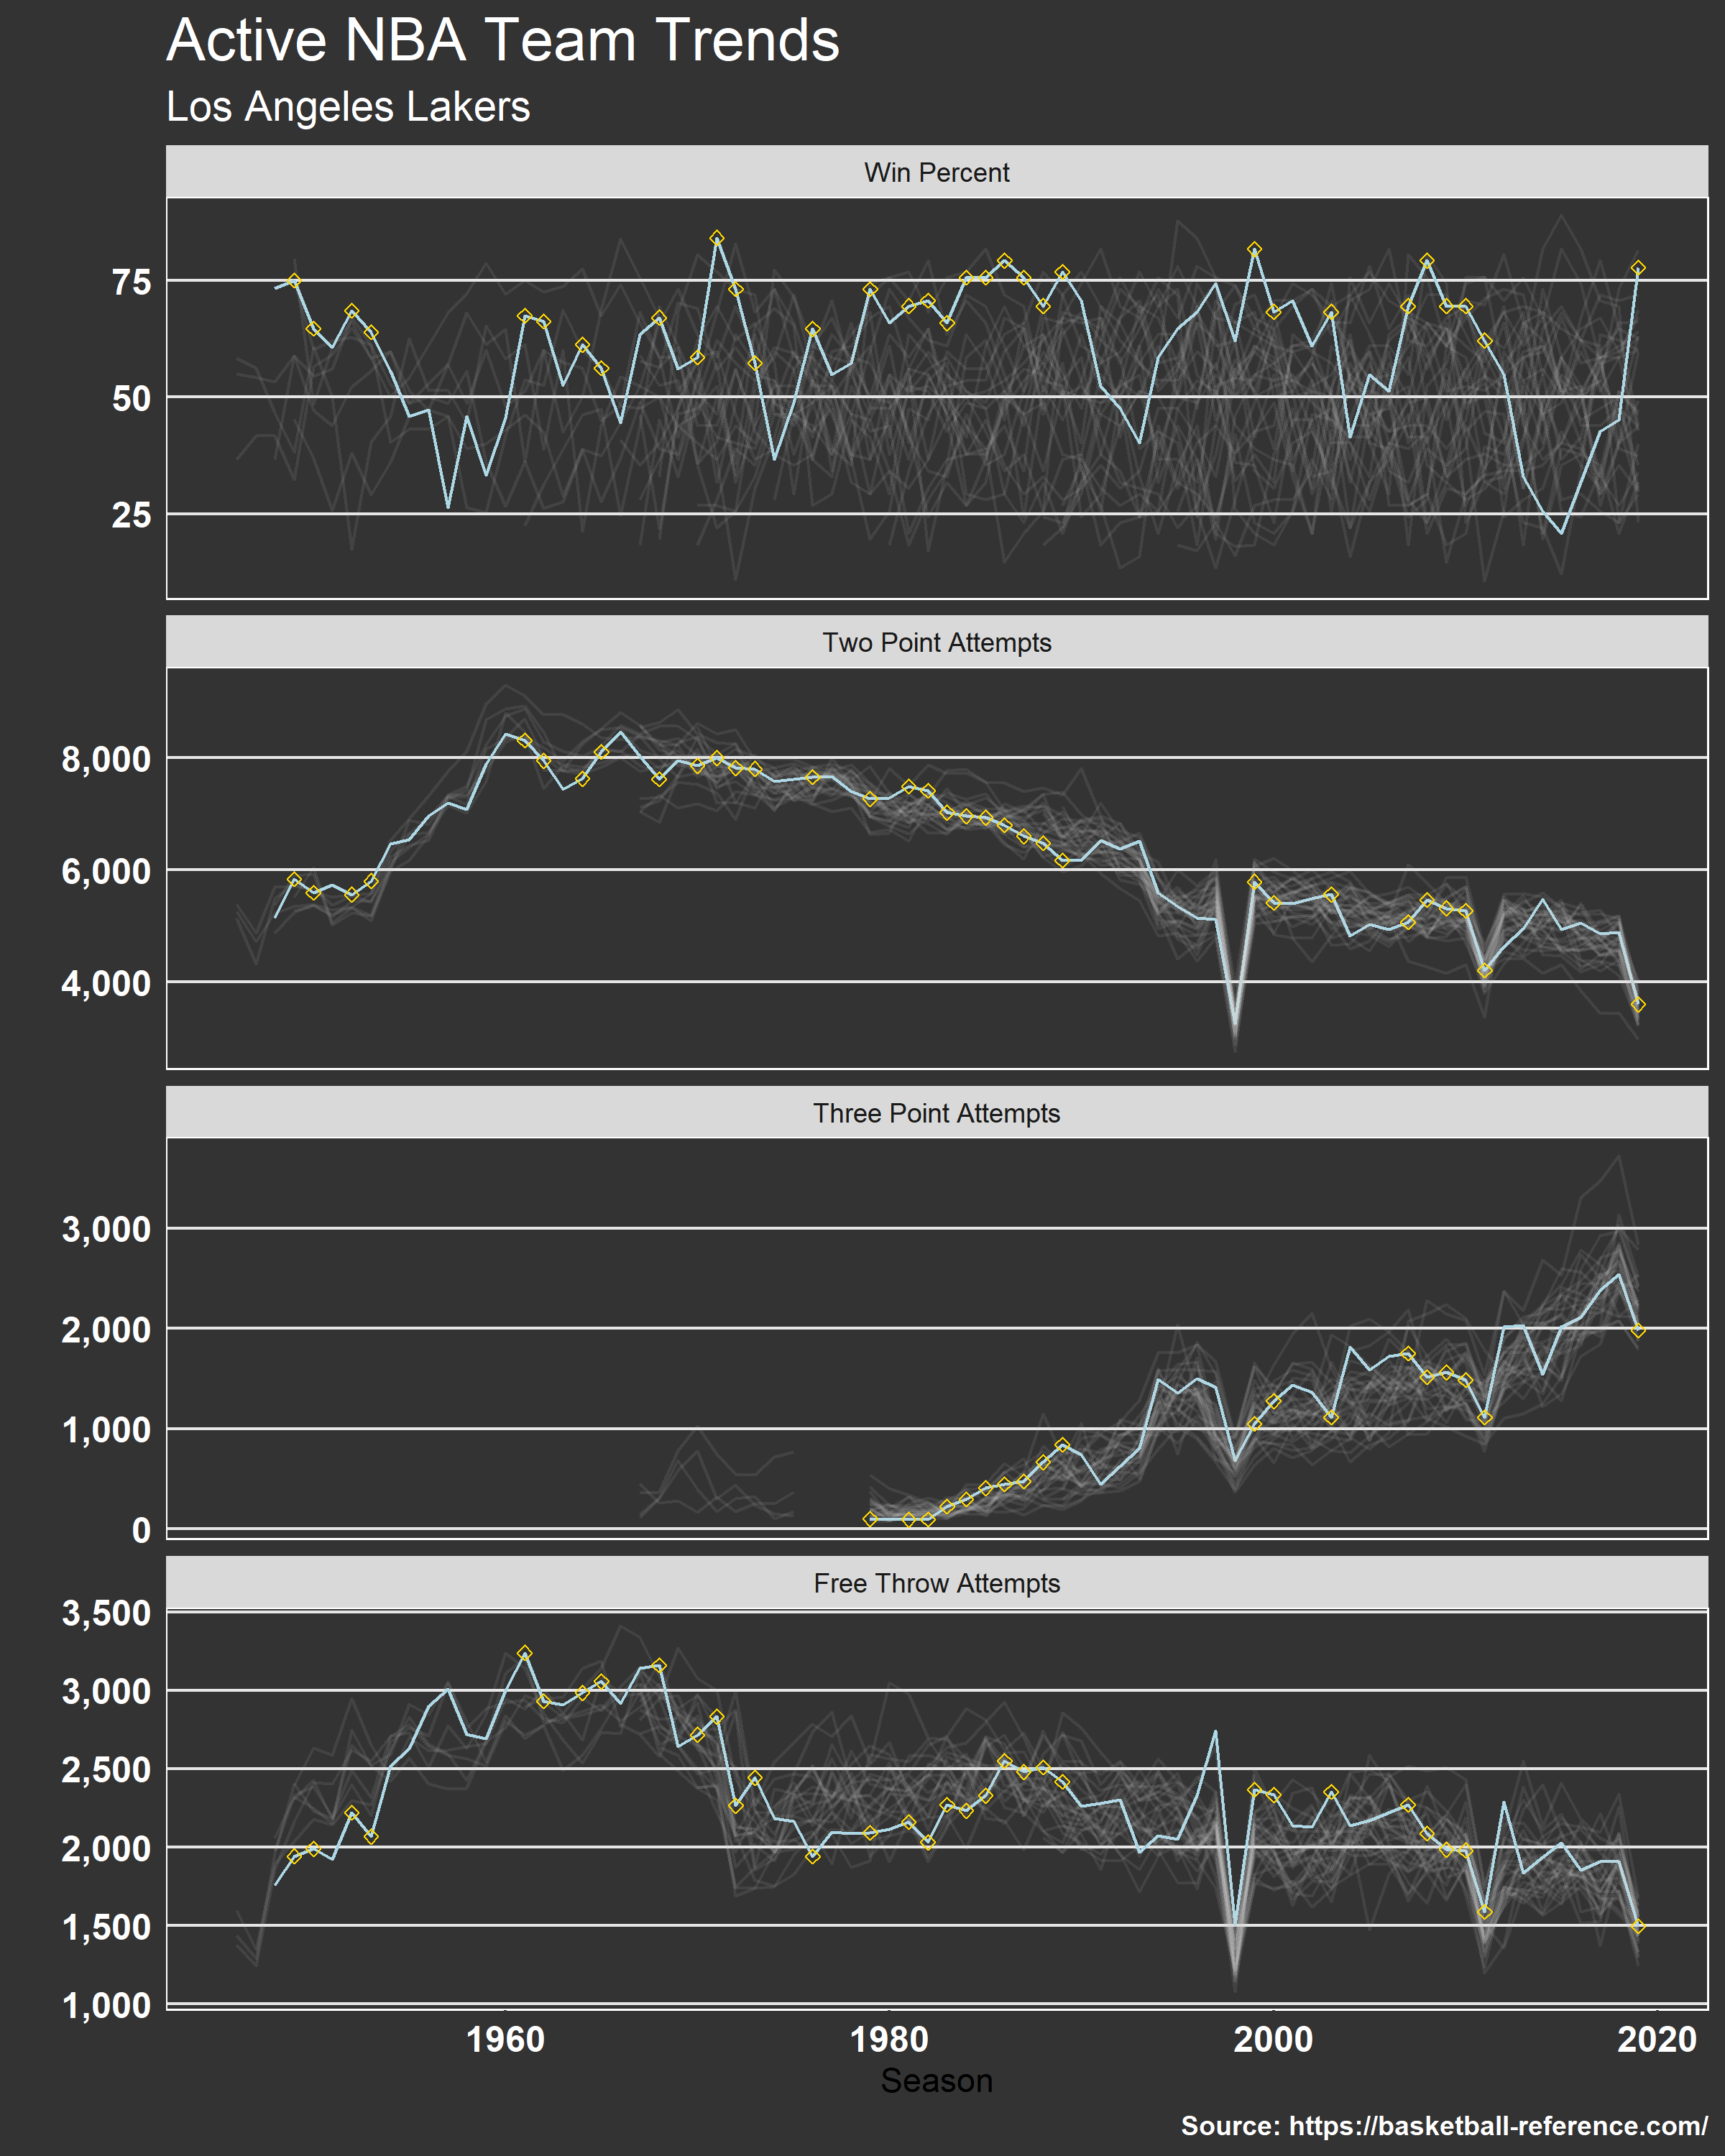 Active NBA Team Trends
Los Angeles Lakers
Win Percent
75
50
25
Two Point Attempts
8,000
6,000
4,000
Three Point Attempts
3,000
2,000
1,000
0
Free Throw Attempts
3,500
3,000
2,500
2,000
1,500
1,000
1960 1980 2000 2020
Season
Source: https://basketball-reference.com/